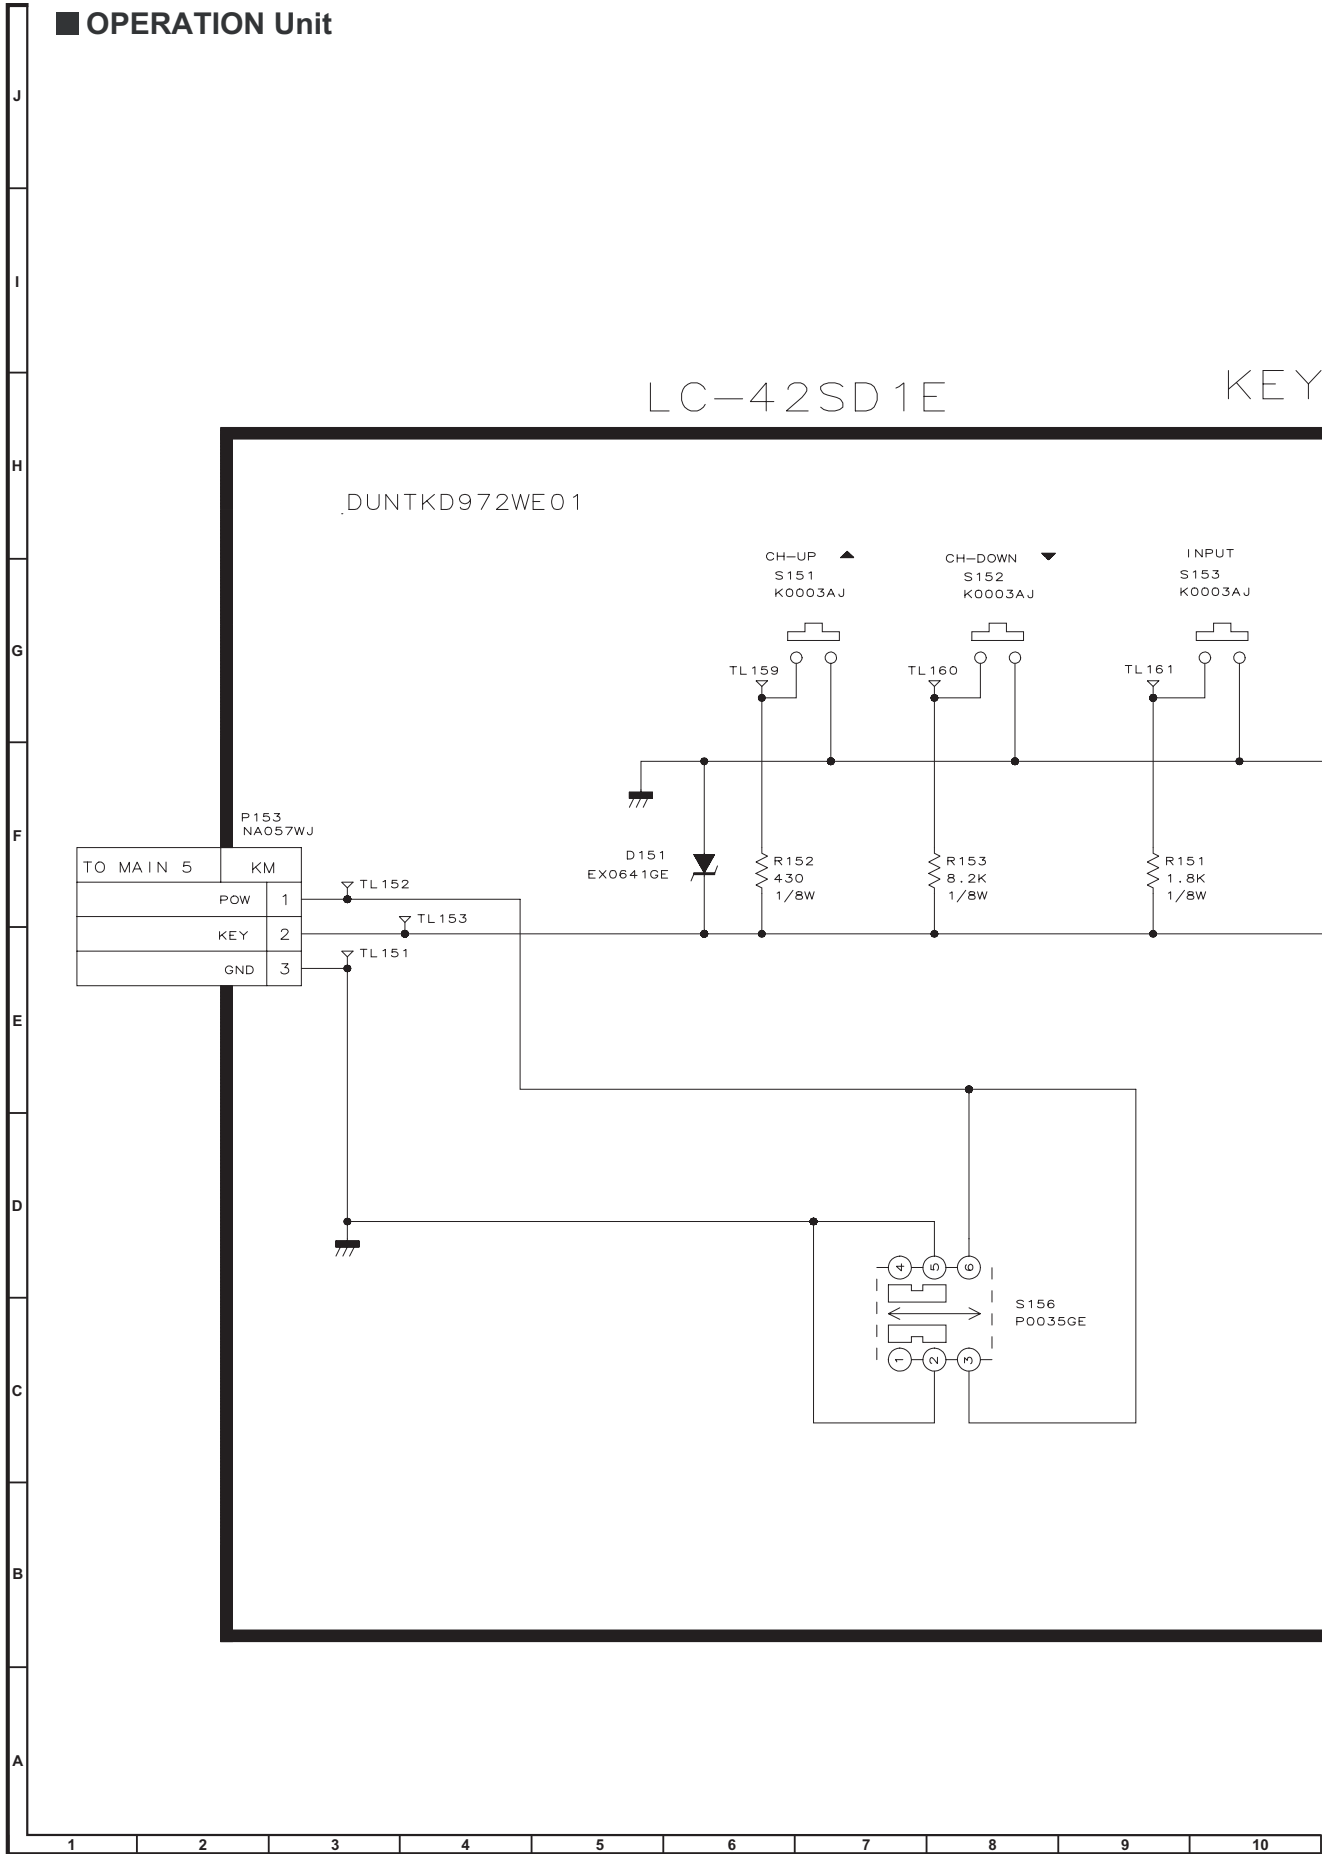 OPERATION Unit
J
I
H
G
F
E
D
C
B
A
LC-42SD1E
KEY
DUNTKD972WE01
CH-UP
S151
K0003AJ
CH-DOWN
S152
K0003AJ
INPUT
S153
K0003AJ
TL159
TL160
TL161
P153
NA057WJ
TO MAIN 5 KM
POW 1
KEY 2
GND 3
TL152
TL153
TL151
D151
EX0641GE
R152
430
1/8W
R153
8.2K
1/8W
R151
1.8K
1/8W
4 5 6
1 2 3
S156
P0035GE
1 2 3 4 5 6 7 8 9 10